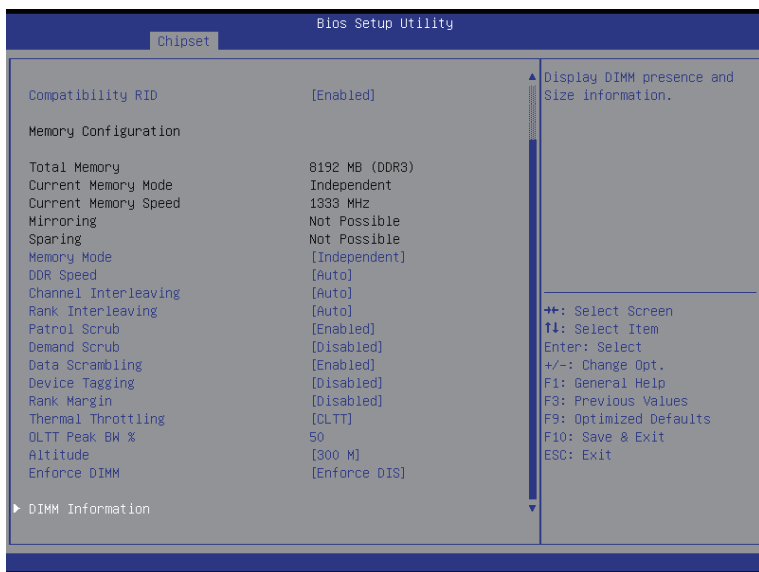 Bios Setup Utility
Chipset
Compatibility RID [Enabled]
Memory Configuration
Total Memory 8192 MB (DDR3)
Current Memory Mode Independent
Current Memory Speed 1333 MHz
Mirroring Not Possible
Sparing Not Possible
Memory Mode [Independent]
DDR Speed [Auto]
Channel Interleaving [Auto]
Rank Interleaving [Auto]
Patrol Scrub [Enabled]
Demand Scrub [Disabled]
Data Scrambling [Enabled]
Device Tagging [Disabled]
Rank Margin [Disabled]
Thermal Throttling [CLTT]
OLTT Peak BW % 50
Altitude [300 M]
Enforce DIMM [Enforce DIS]
▶ DIMM Information
Display DIMM presence and
Size information.
→←: Select Screen
↑↓: Select Item
Enter: Select
+/-: Change Opt.
F1: General Help
F3: Previous Values
F9: Optimized Defaults
F10: Save & Exit
ESC: Exit